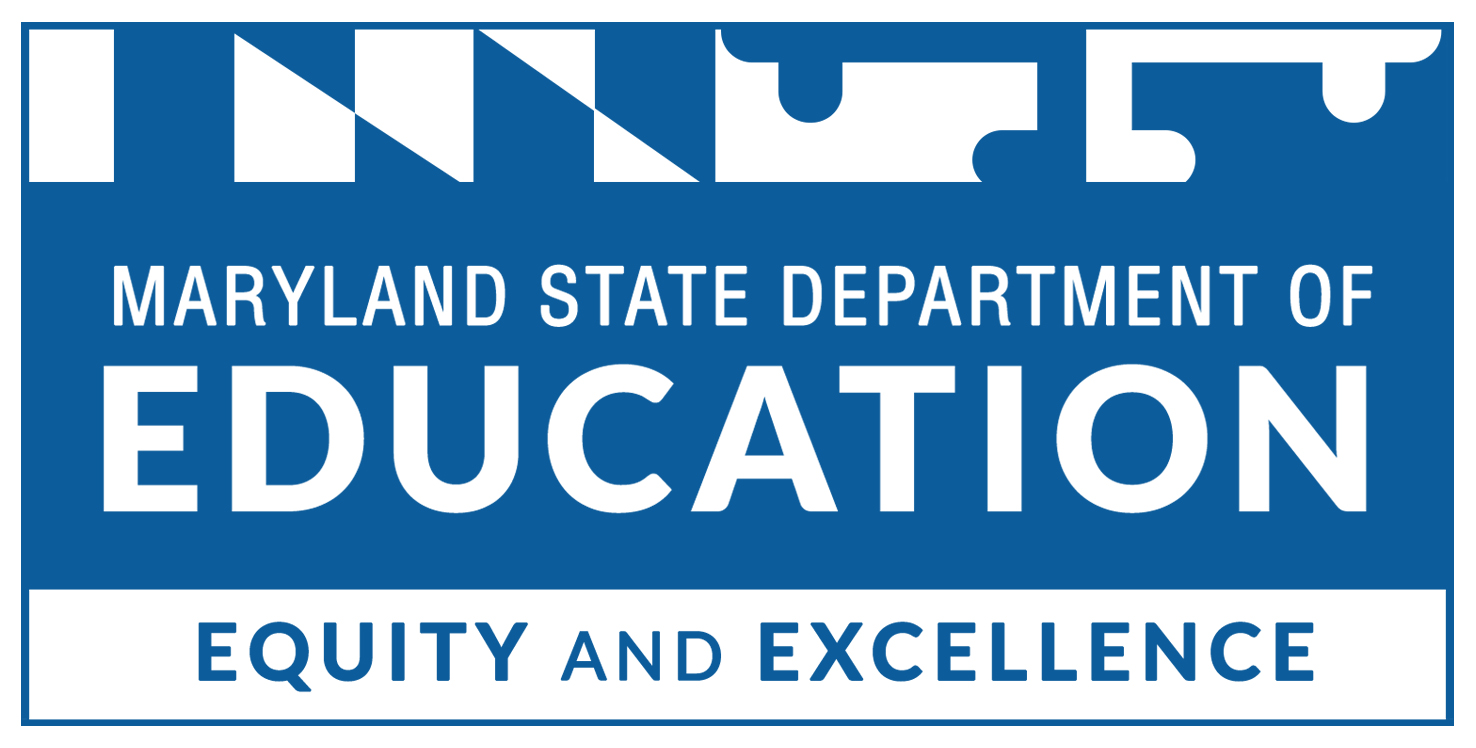 MARYLAND STATE DEPARTMENT OF
EDUCATION
EQUITY AND EXCELLENCE